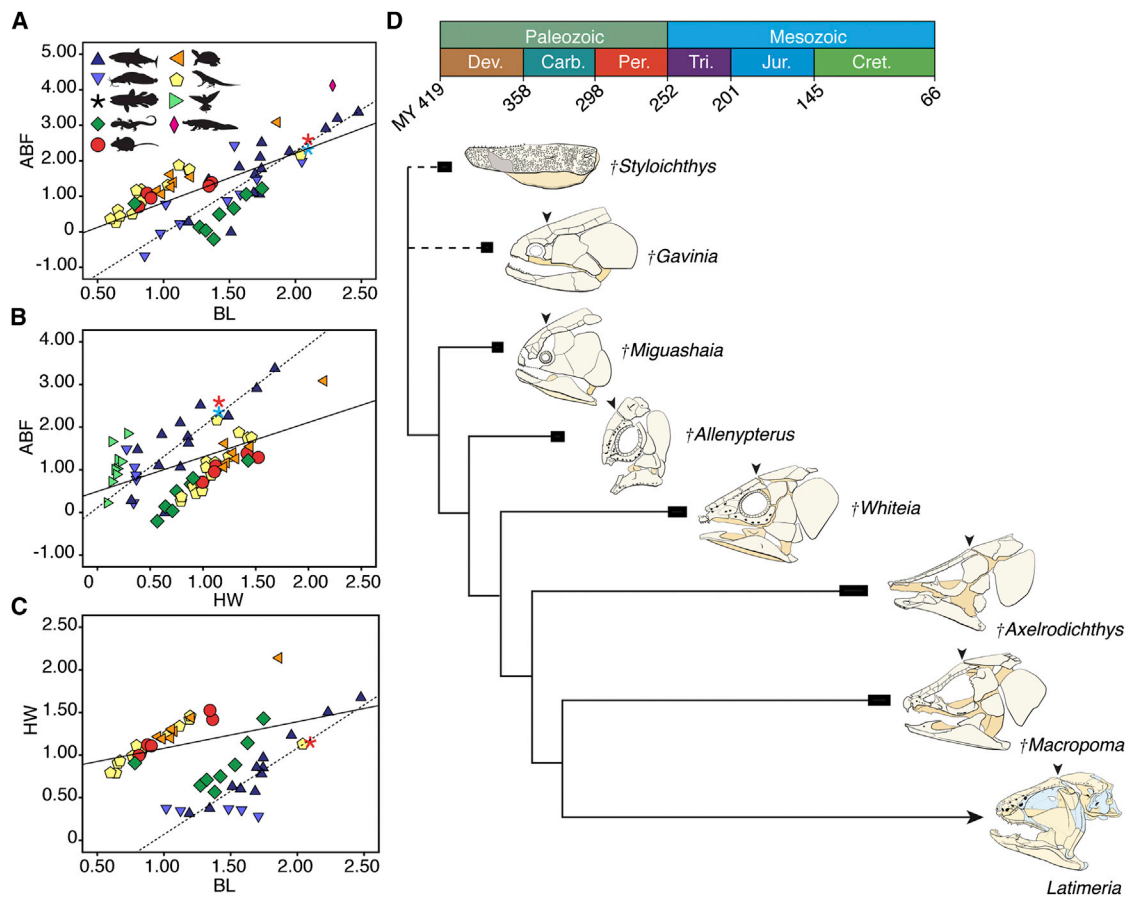 A
5.00
4.00
3.00
2.00
1.00
0
-1.00
ABF
0.50 1.00 1.50 2.00 2.50
BL
B
4.00
3.00
2.00
1.00
0
-1.00
ABF
0 0.50 1.00 1.50 2.00 2.50
HW
C
2.50
2.00
1.50
1.00
0.50
0
HW
0.50 1.00 1.50 2.00 2.50
BL
D
Paleozoic Mesozoic
Dev. Carb. Per. Tri. Jur. Cret.
MY 419 358 298 252 201 145 66
†Styloichthys
†Gavinia
†Miguashaia
†Allenypterus
†Whiteia
†Axelrodichthys
†Macropoma
Latimeria